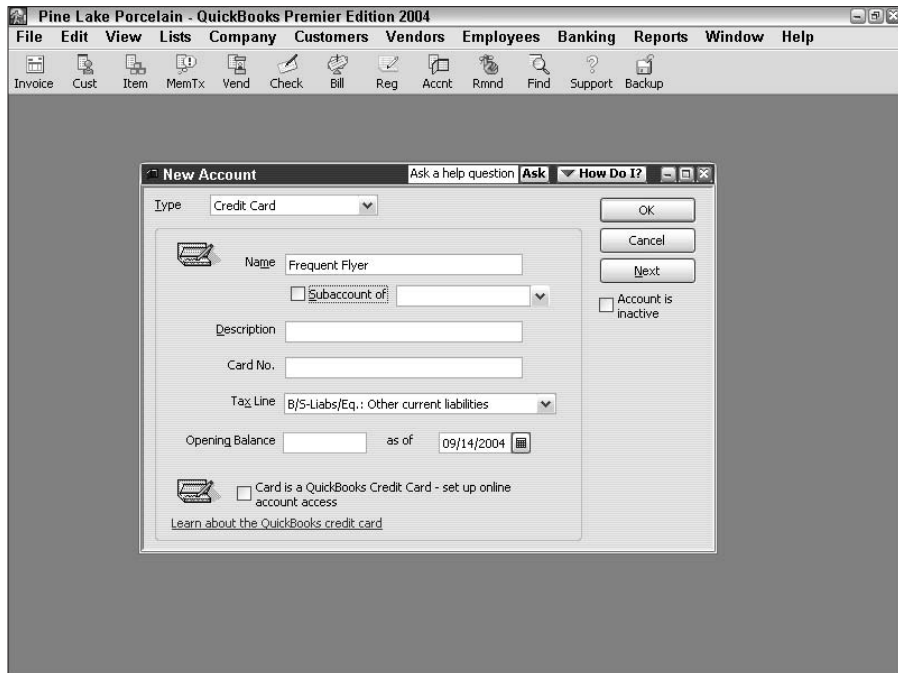 Pine Lake Porcelain - QuickBooks Premier Edition 2004
File Edit View Lists Company Customers Vendors Employees Banking Reports Window Help
Invoice Cust Item MemTx Vend Check Bill Reg Accnt Rmnd Find Support Backup
New Account Ask a help question Ask How Do I?
Type Credit Card
OK
Cancel
Name Frequent Flyer
Next
Subaccount of
Account is
inactive
Description
Card No.
Tax Line B/S-Liabs/Eq.: Other current liabilities
Opening Balance as of 09/14/2004
Card is a QuickBooks Credit Card - set up online
account access
Learn about the QuickBooks credit card